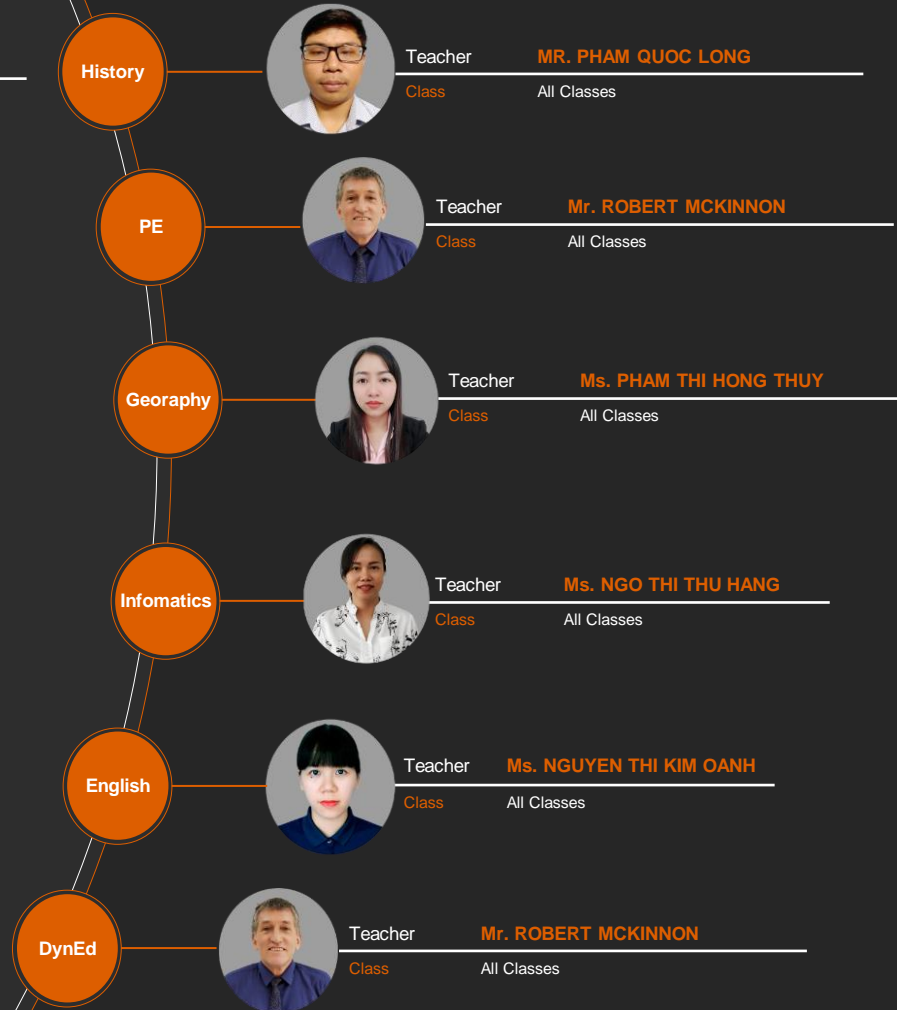 History
Teacher MR. PHAM QUOC LONG
Class All Classes
PE
Teacher Mr. ROBERT MCKINNON
Class All Classes
Georaphy
Teacher Ms. PHAM THI HONG THUY
Class All Classes
Infomatics
Teacher Ms. NGO THI THU HANG
Class All Classes
English
Teacher Ms. NGUYEN THI KIM OANH
Class All Classes
DynEd
Teacher Mr. ROBERT MCKINNON
Class All Classes